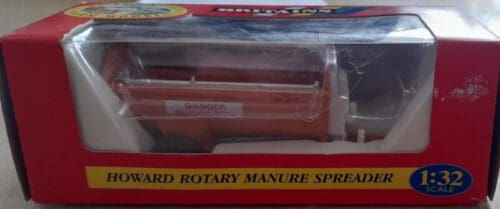 BRITAINS
DANGER
HOWARD ROTARY MANURE SPREADER
1:32
SCALE